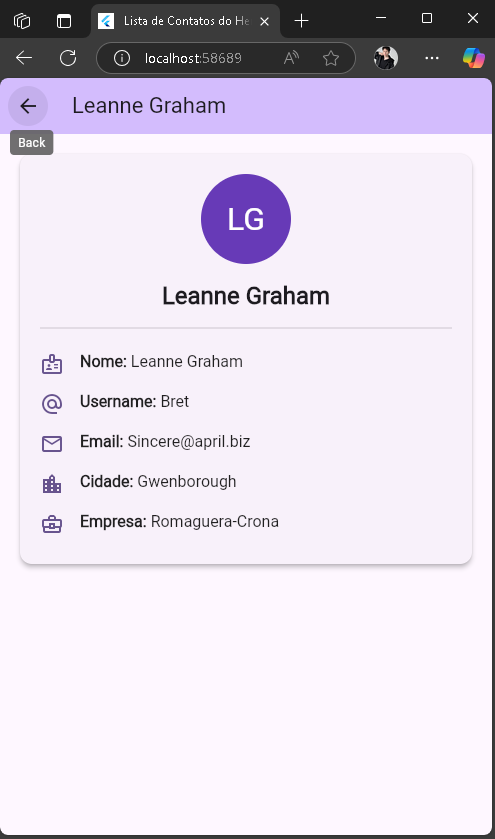 Lista de Contatos do He
localhost:58689
Leanne Graham
Back
LG
Leanne Graham
Nome: Leanne Graham
Username: Bret
Email: Sincere@april.biz
Cidade: Gwenborough
Empresa: Romaguera-Crona